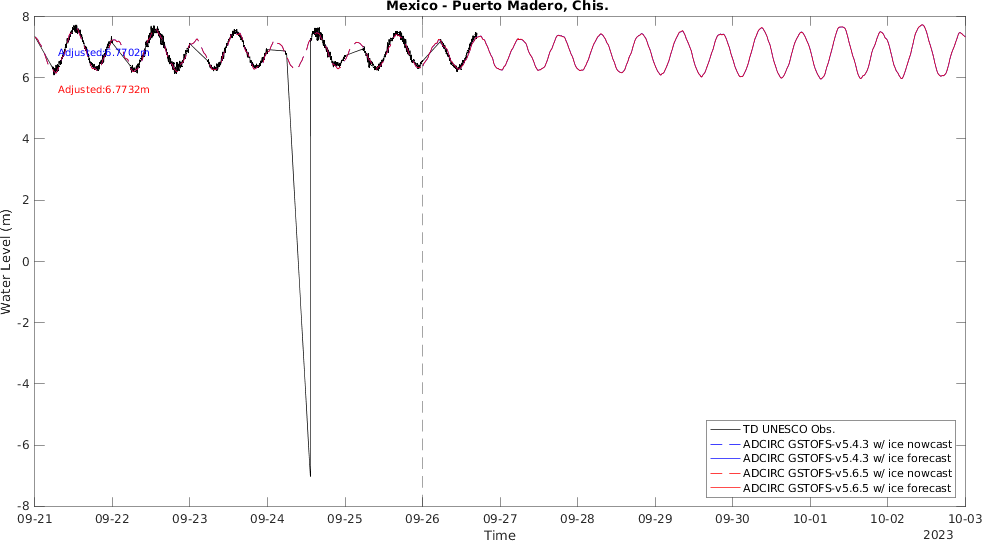 Mexico - Puerto Madero, Chis.
8
6
4
2
0
-2
-4
-6
-8
Water Level (m)
Adjusted:6.7702m
Adjusted:6.7732m
TD UNESCO Obs.
ADCIRC GSTOFS-v5.4.3 w/ ice nowcast
ADCIRC GSTOFS-v5.4.3 w/ ice forecast
ADCIRC GSTOFS-v5.6.5 w/ ice nowcast
ADCIRC GSTOFS-v5.6.5 w/ ice forecast
09-21 09-22 09-23 09-24 09-25 09-26 09-27 09-28 09-29 09-30 10-01 10-02 10-03
Time
2023